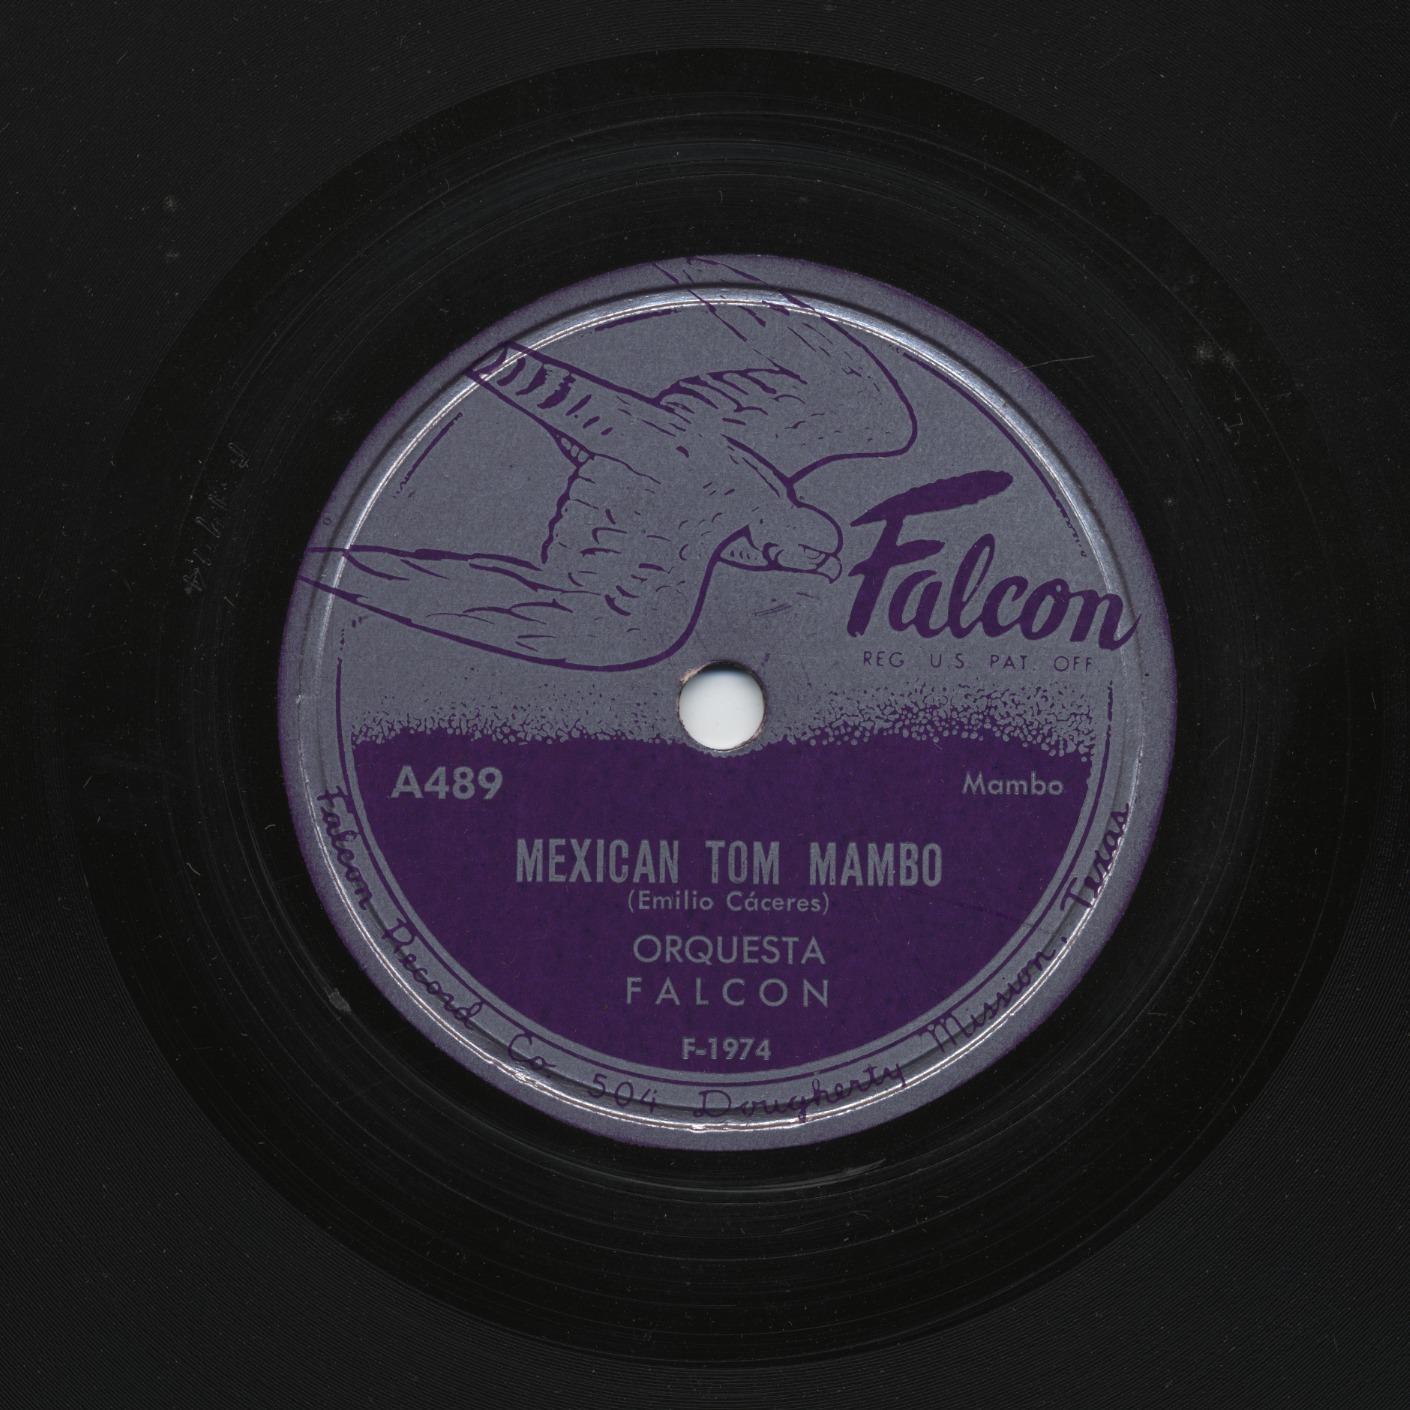 Falcon
REG. U.S. PAT. OFF.
A489
Mambo
MEXICAN TOM MAMBO
(Emilio Cáceres)
ORQUESTA
FALCON
F-1974
Falcon Record Co. 504 Dougherty Mission, Texas